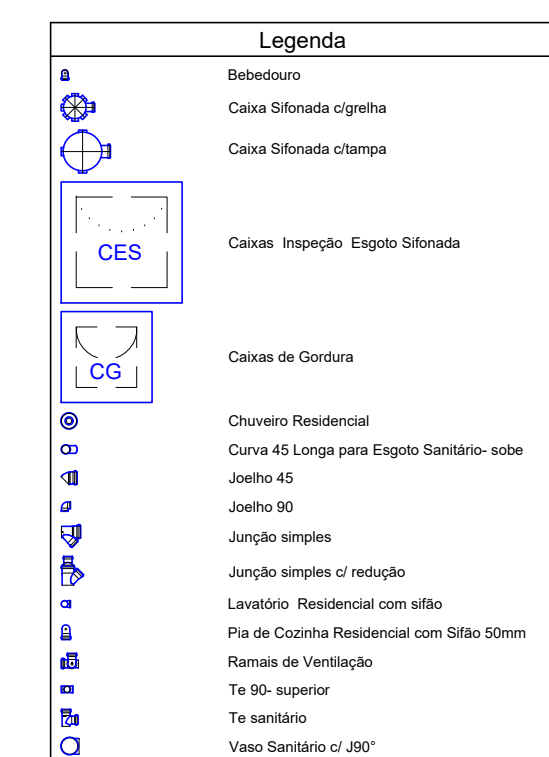 Legenda
Bebedouro
Caixa Sifonada c/grelha
Caixa Sifonada c/tampa
CES
Caixas Inspeção Esgoto Sifonada
CG
Caixas de Gordura
Chuveiro Residencial
Curva 45 Longa para Esgoto Sanitário- sobe
Joelho 45
Joelho 90
Junção simples
Junção simples c/ redução
Lavatório Residencial com sifão
Pia de Cozinha Residencial com Sifão 50mm
Ramais de Ventilação
Te 90- superior
Te sanitário
Vaso Sanitário c/ J90°